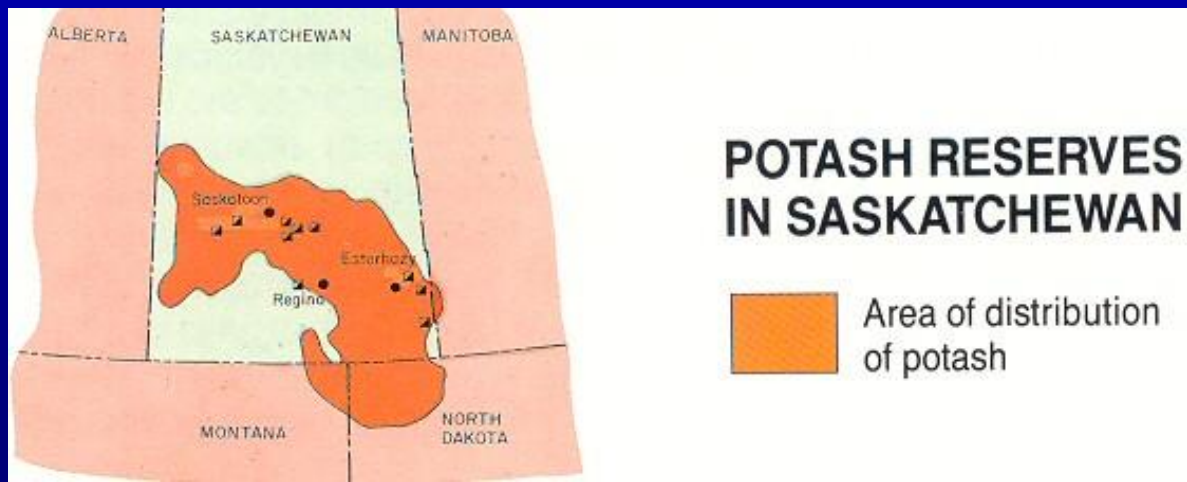 ALBERTA
SASKATCHEWAN
MANITOBA
POTASH RESERVES
IN SASKATCHEWAN
Saskatoon
Esterhazy
Regina
Area of distribution
of potash
MONTANA
NORTH
DAKOTA